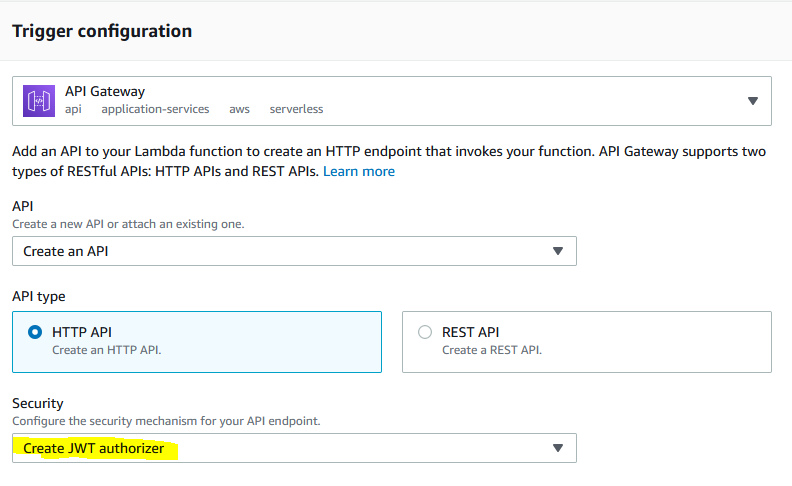 Trigger configuration
API Gateway
api application-services aws serverless
Add an API to your Lambda function to create an HTTP endpoint that invokes your function. API Gateway supports two
types of RESTful APIs: HTTP APIs and REST APIs. Learn more
API
Create a new API or attach an existing one.
Create an API
API type
HTTP API
Create an HTTP API.
REST API
Create a REST API.
Security
Configure the security mechanism for your API endpoint.
Create JWT authorizer